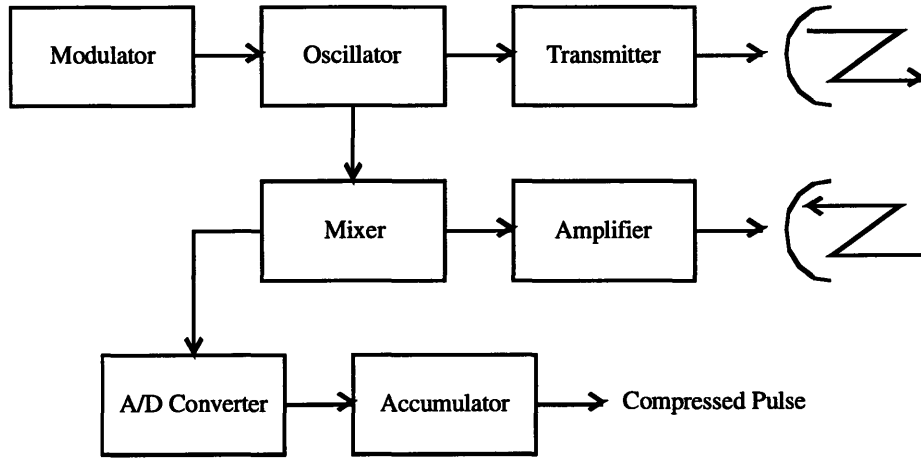 Modulator
Oscillator
Transmitter
Mixer
Amplifier
A/D Converter
Accumulator
Compressed Pulse